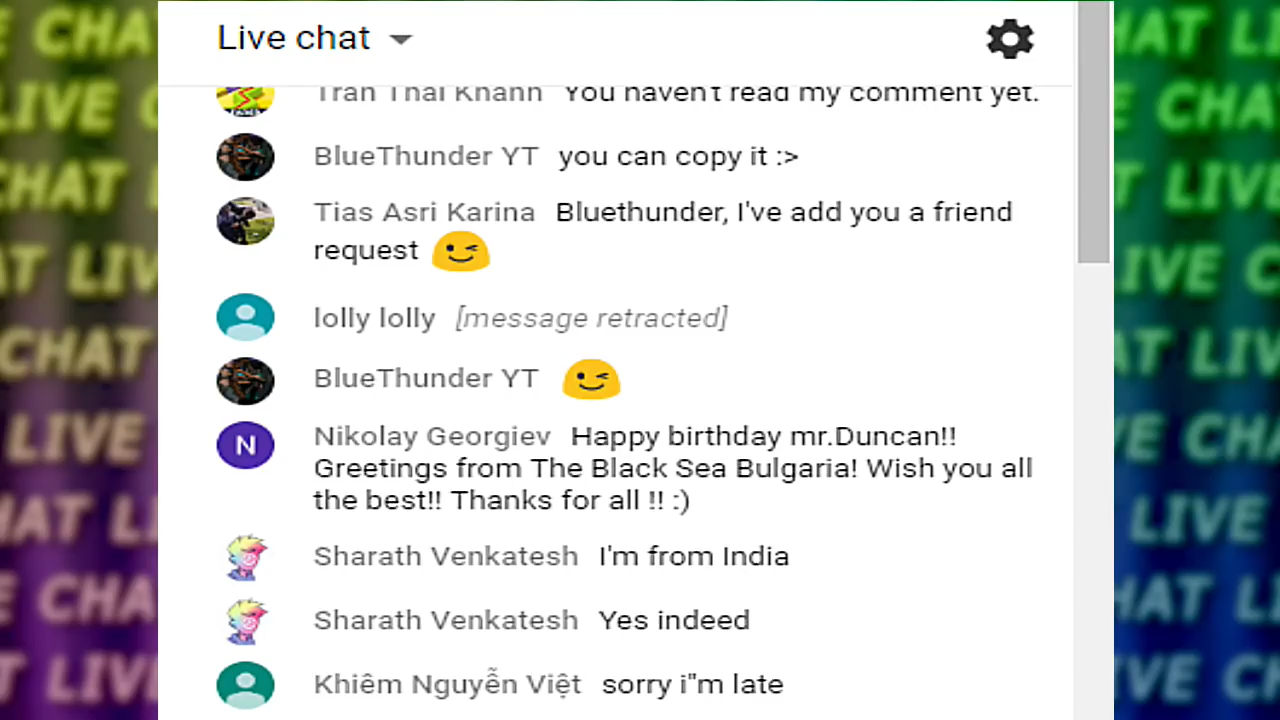 Live chat
Tran Thai Khanh You haven't read my comment yet.
BlueThunder YT you can copy it :>
Tias Asri Karina Bluethunder, I've add you a friend
request
lolly lolly [message retracted]
BlueThunder YT
N
Nikolay Georgiev Happy birthday mr.Duncan!!
Greetings from The Black Sea Bulgaria! Wish you all
the best!! Thanks for all !! :)
Sharath Venkatesh I'm from India
Sharath Venkatesh Yes indeed
Khiêm Nguyễn Việt sorry i"m late